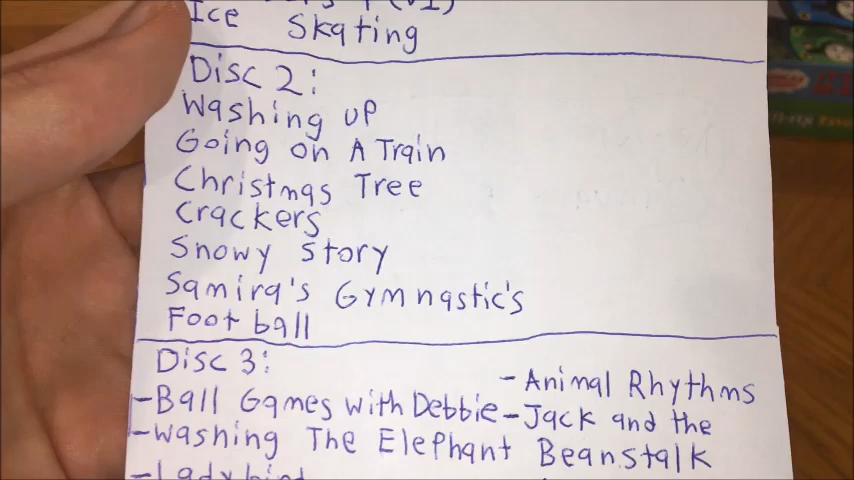 Ice Skating
Disc 2:
Washing up
Going on A Train
Christmas Tree
Crackers
Snowy Story
Samira's Gymnastic's
Football
Disc 3:
-Ball Games with Debbie
-Washing The Elephant
-Ladybird
-Animal Rhythms
-Jack and the
Beanstalk